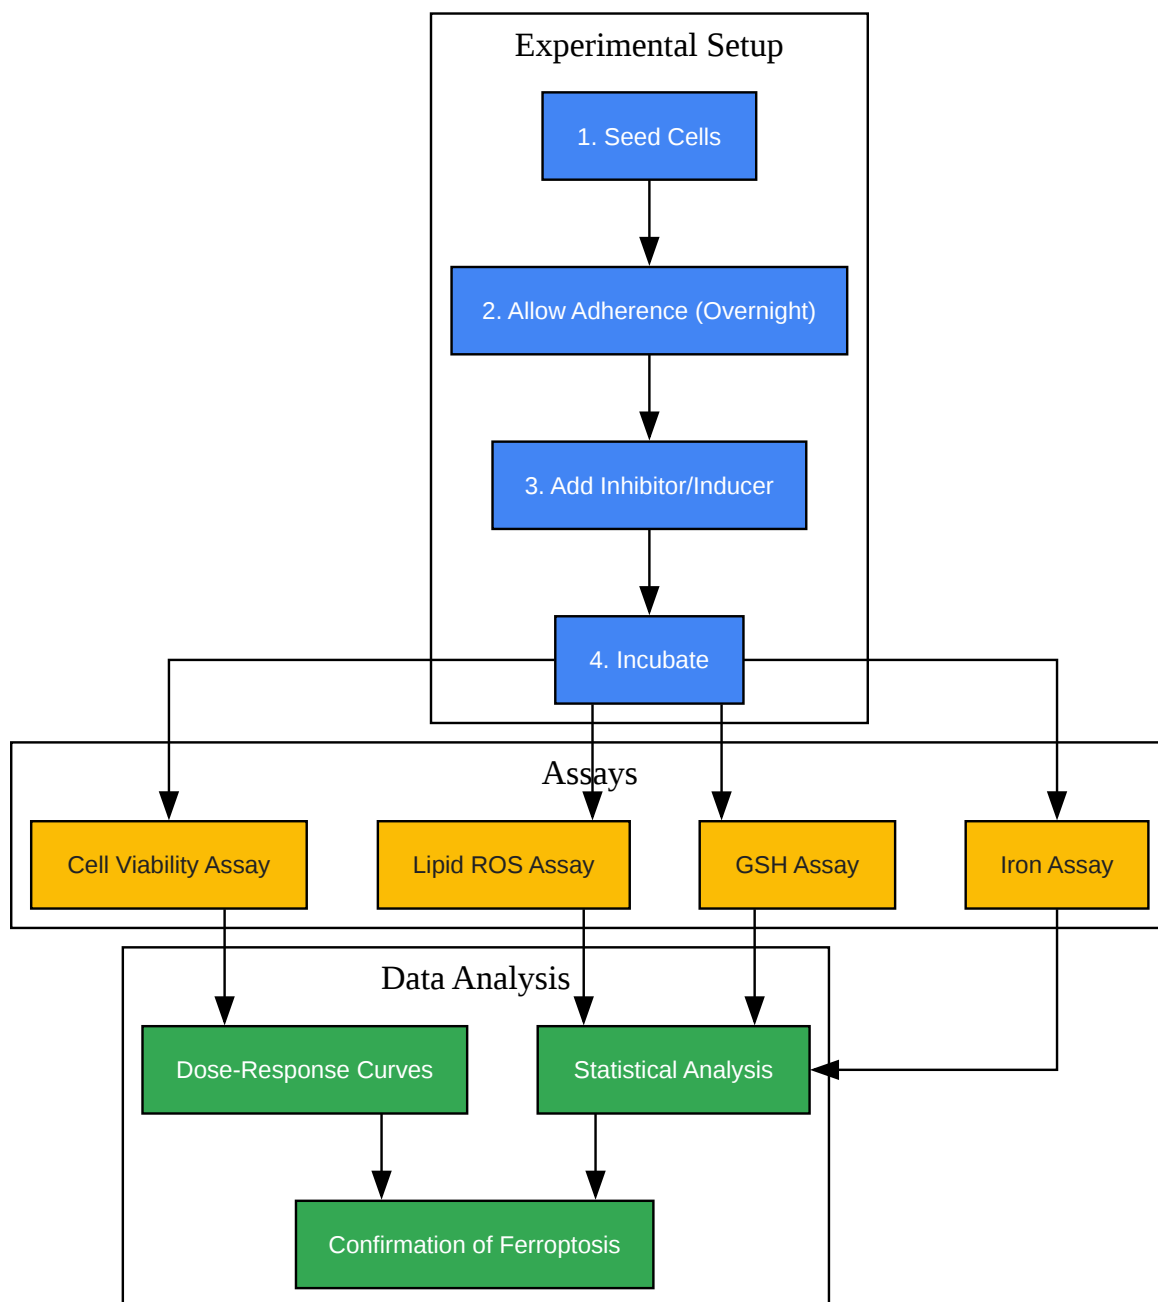 Experimental Setup
1. Seed Cells
2. Allow Adherence (Overnight)
3. Add Inhibitor/Inducer
4. Incubate
Assays
Cell Viability Assay
Lipid ROS Assay
GSH Assay
Iron Assay
Data Analysis
Dose-Response Curves
Statistical Analysis
Confirmation of Ferroptosis